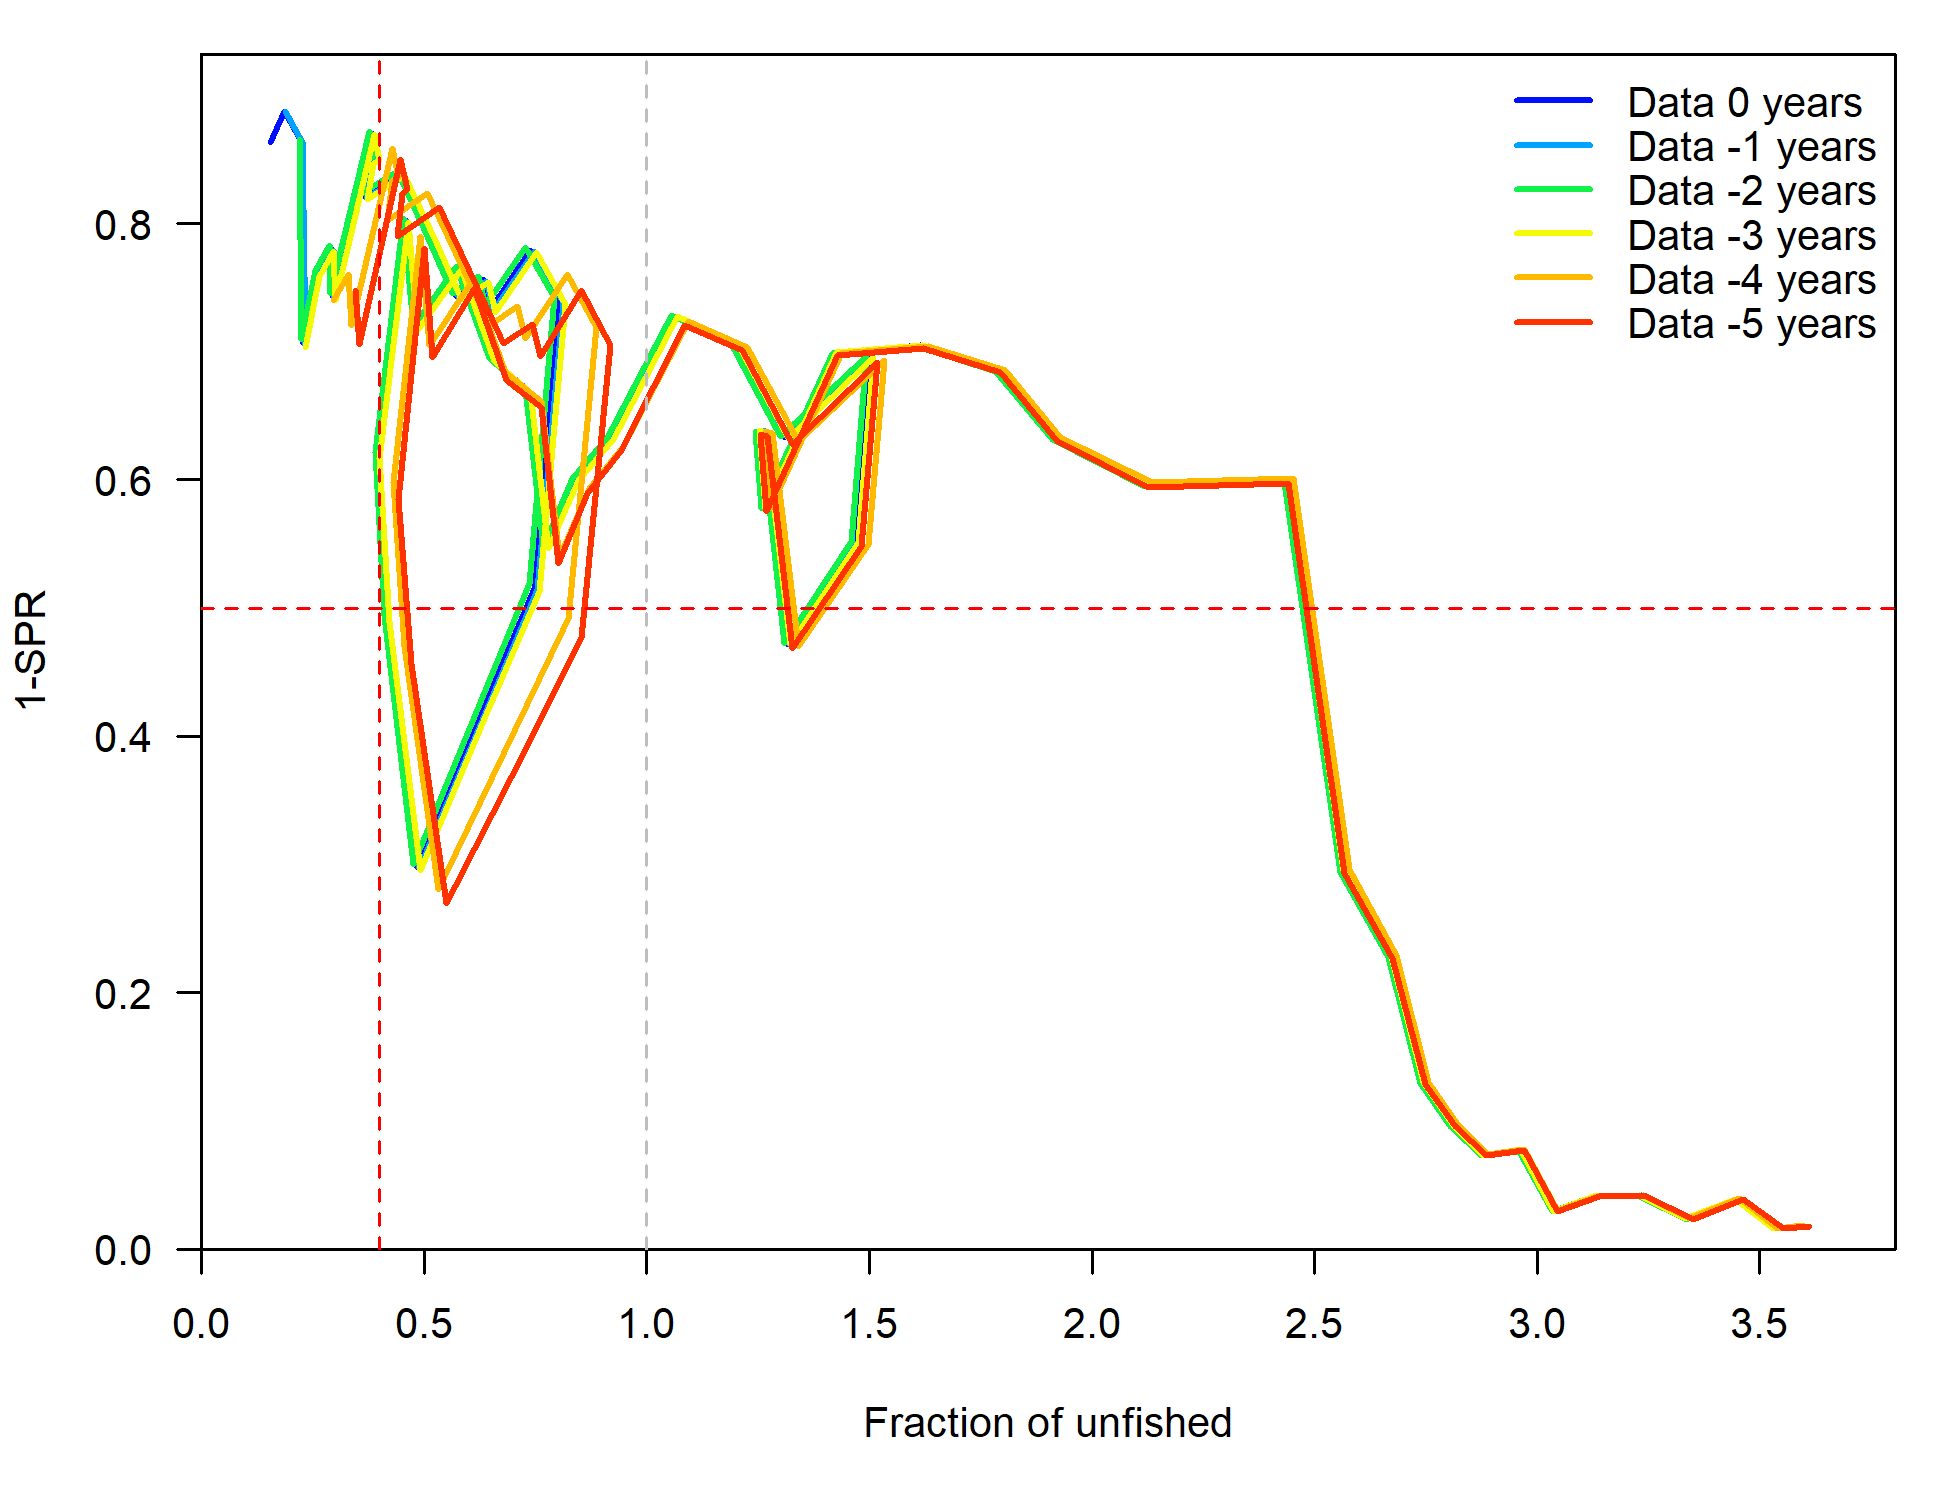 Data 0 years
Data -1 years
Data -2 years
Data -3 years
Data -4 years
Data -5 years
1-SPR
0.8
0.6
0.4
0.2
0.0
0.0 0.5 1.0 1.5 2.0 2.5 3.0 3.5
Fraction of unfished